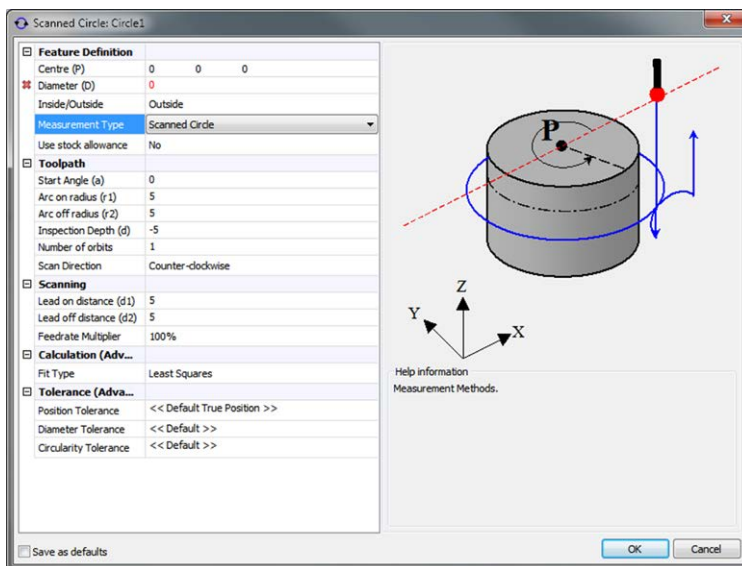 Scanned Circle: Circle1
Feature Definition
Centre (P) 0 0 0
Diameter (D) 0
Inside/Outside Outside
Measurement Type Scanned Circle
Use stock allowance No
Toolpath
Start Angle (a) 0
Arc on radius (r1) 5
Arc off radius (r2) 5
Inspection Depth (d) -5
Number of orbits 1
Scan Direction Counter-clockwise
Scanning
Lead on distance (d1) 5
Lead off distance (d2) 5
Feedrate Multiplier 100%
Calculation (Adv...
Fit Type Least Squares
Tolerance (Adva...
Position Tolerance << Default True Position >>
Diameter Tolerance << Default >>
Circularity Tolerance << Default >>
P
Z
Y
X
Help information
Measurement Methods.
Save as defaults
OK Cancel